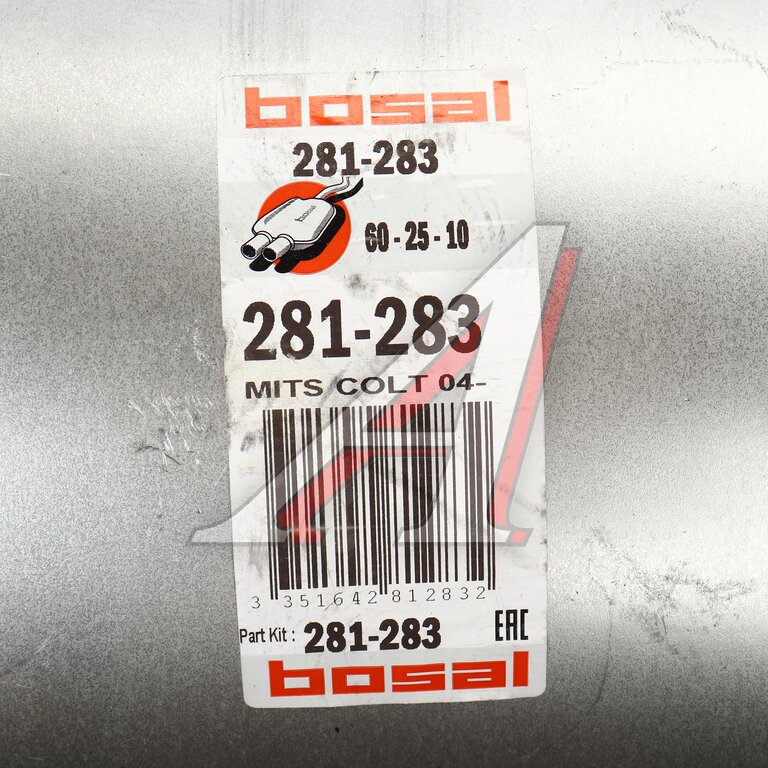 bosal
281-283
bosal
60 - 25 - 10
281-283
MITS COLT 04-
3 351642 812832
Part Kit : 281-283
EAC
bosal